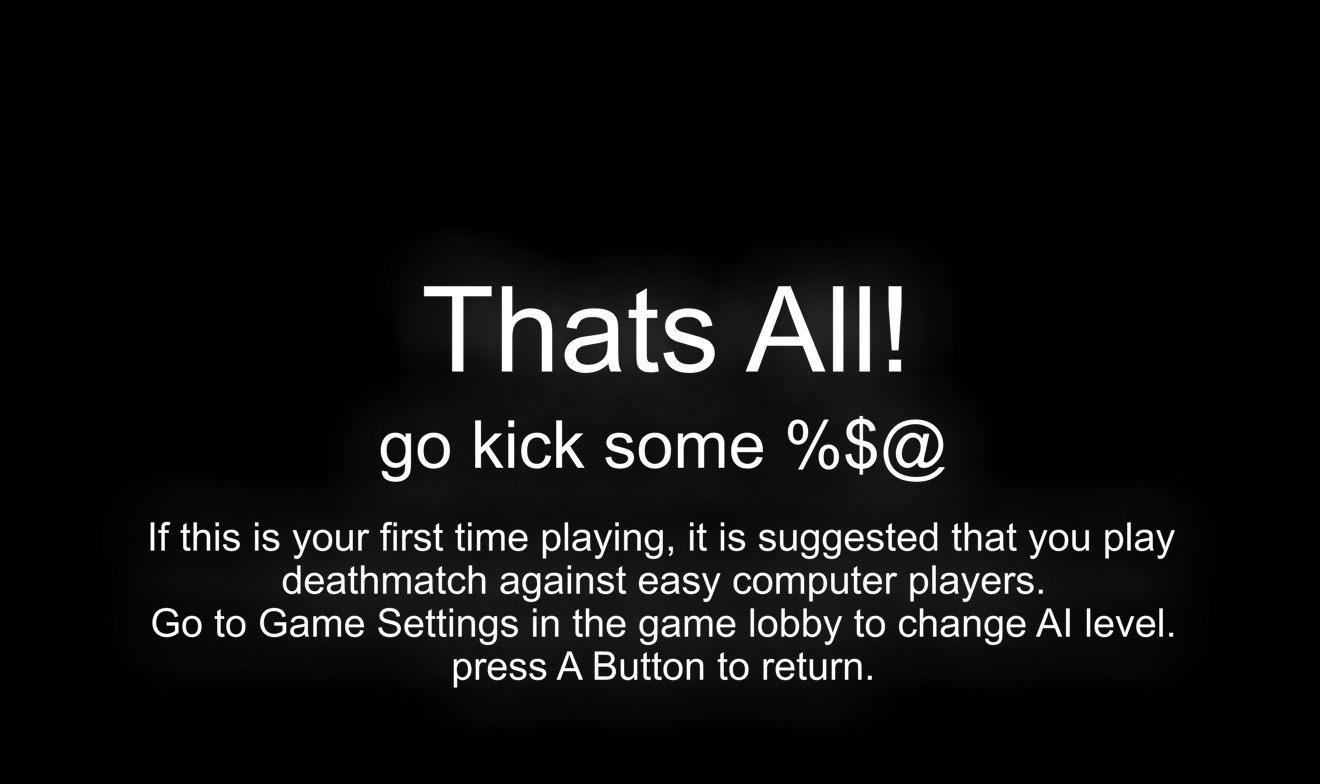 Thats All!
go kick some %$@
If this is your first time playing, it is suggested that you play
deathmatch against easy computer players.
Go to Game Settings in the game lobby to change AI level.
press A Button to return.